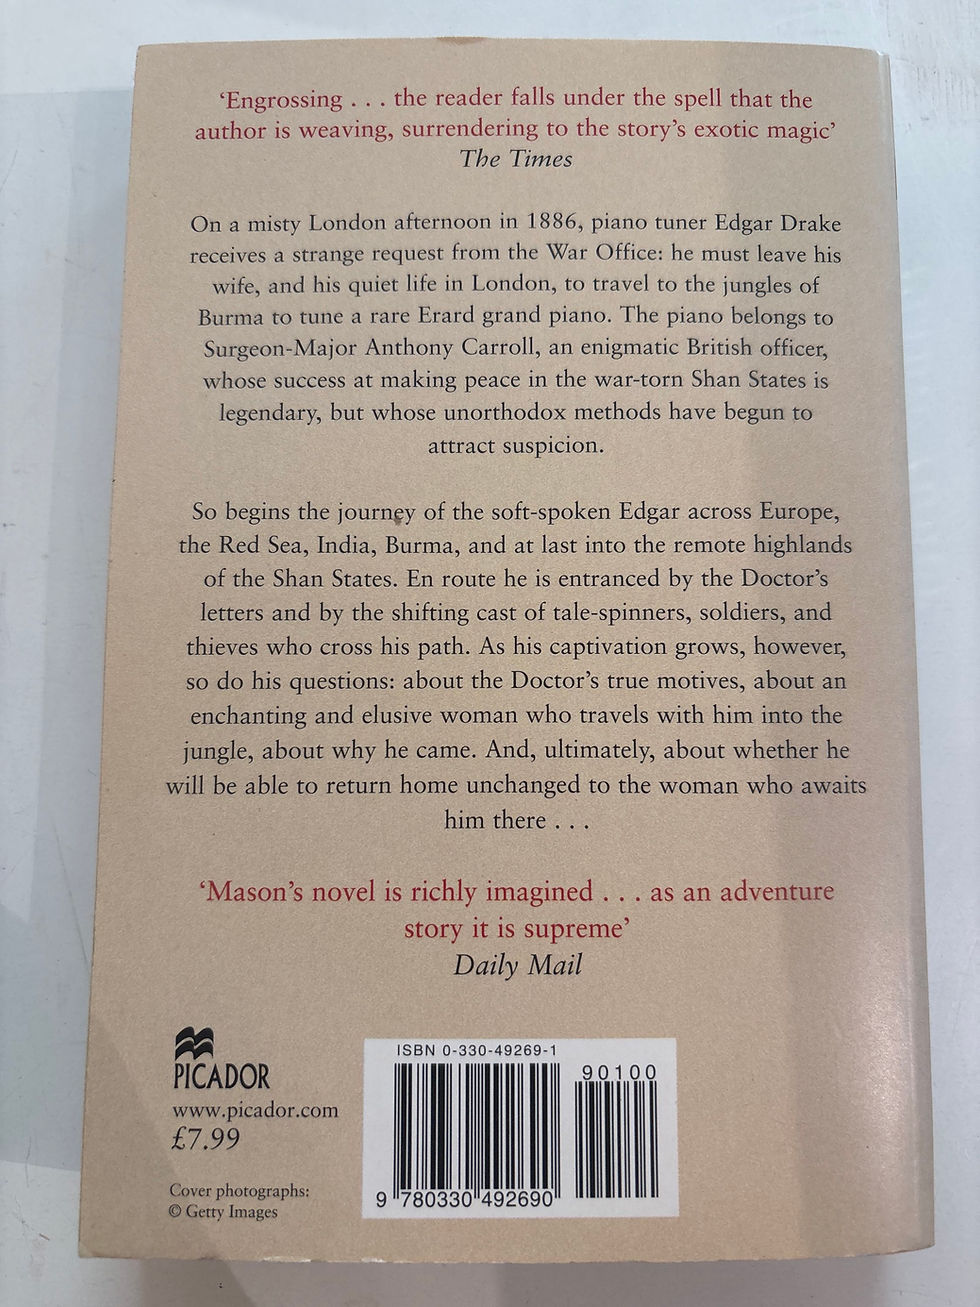 ‘Engrossing . . . the reader falls under the spell that the
author is weaving, surrendering to the story’s exotic magic’
The Times
On a misty London afternoon in 1886, piano tuner Edgar Drake
receives a strange request from the War Office: he must leave his
wife, and his quiet life in London, to travel to the jungles of
Burma to tune a rare Erard grand piano. The piano belongs to
Surgeon-Major Anthony Carroll, an enigmatic British officer,
whose success at making peace in the war-torn Shan States is
legendary, but whose unorthodox methods have begun to
attract suspicion.
So begins the journey of the soft-spoken Edgar across Europe,
the Red Sea, India, Burma, and at last into the remote highlands
of the Shan States. En route he is entranced by the Doctor’s
letters and by the shifting cast of tale-spinners, soldiers, and
thieves who cross his path. As his captivation grows, however,
so do his questions: about the Doctor’s true motives, about an
enchanting and elusive woman who travels with him into the
jungle, about why he came. And, ultimately, about whether he
will be able to return home unchanged to the woman who awaits
him there . . .
‘Mason’s novel is richly imagined . . . as an adventure
story it is supreme’
Daily Mail
PICADOR
www.picador.com
£7.99
Cover photographs:
© Getty Images
ISBN 0-330-49269-1
90100
9 780330 492690